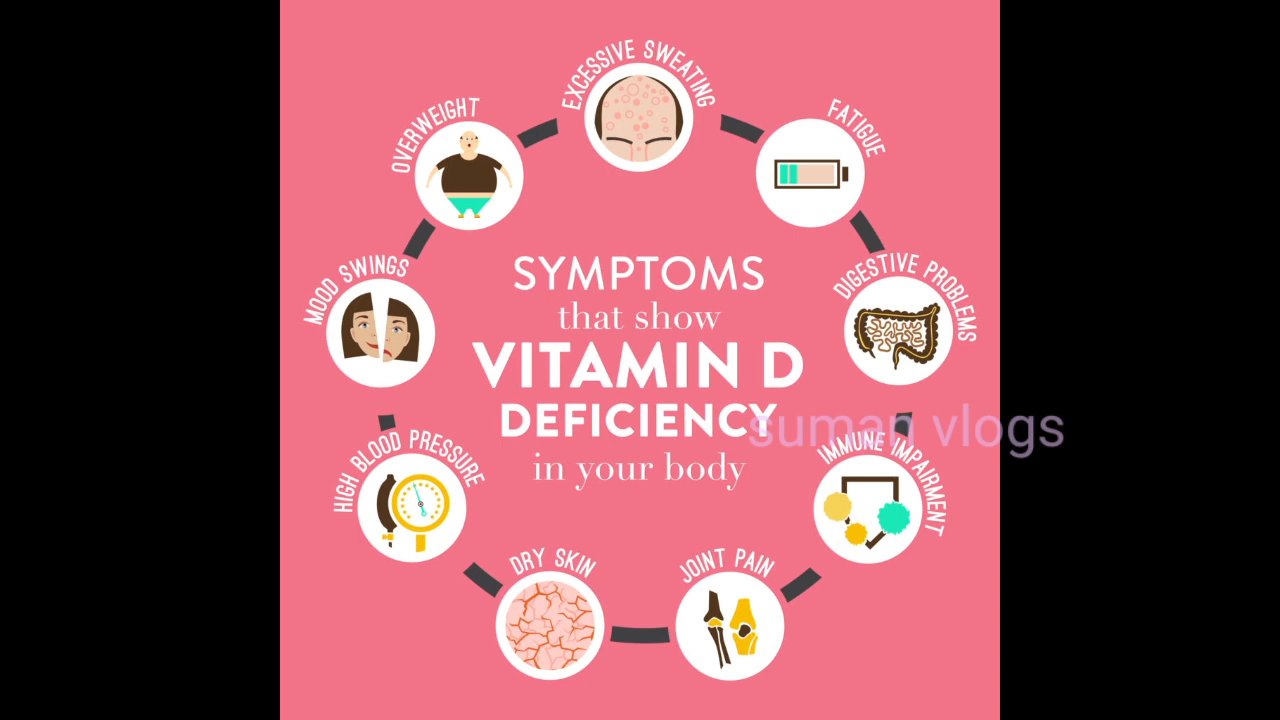 EXCESSIVE SWEATING
OVERWEIGHT
FATIGUE
MOOD SWINGS
DIGESTIVE PROBLEMS
SYMPTOMS
that show
VITAMIN D
DEFICIENCY
in your body
suman vlogs
HIGH BLOOD PRESSURE
IMMUNE IMPAIRMENT
DRY SKIN
JOINT PAIN